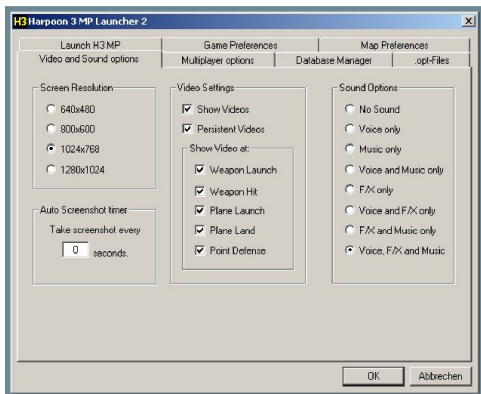 H3 Harpoon 3 MP Launcher 2
Launch H3 MP
Game Preferences
Map Preferences
Video and Sound options
Multiplayer options
Database Manager
.opt-Files
Screen Resolution
640x480
800x600
1024x768
1280x1024
Auto Screenshot timer
Take screenshot every
0 seconds.
Video Settings
Show Videos
Persistent Videos
Show Video at:
Weapon Launch
Weapon Hit
Plane Launch
Plane Land
Point Defense
Sound Options
No Sound
Voice only
Music only
Voice and Music only
F/X only
Voice and F/X only
F/X and Music only
Voice, F/X and Music
OK
Abbrechen